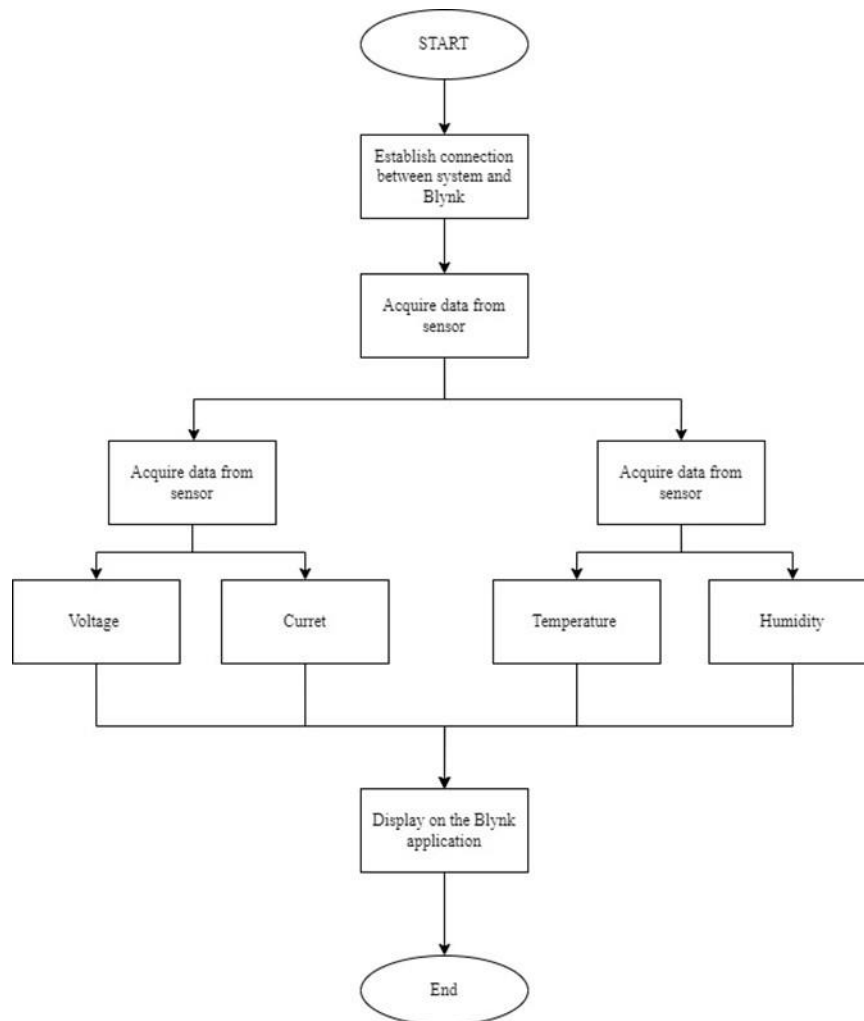 START
Establish connection
between system and
Blynk
Acquire data from
sensor
Acquire data from
sensor
Acquire data from
sensor
Voltage
Curret
Temperature
Humidity
Display on the Blynk
application
End